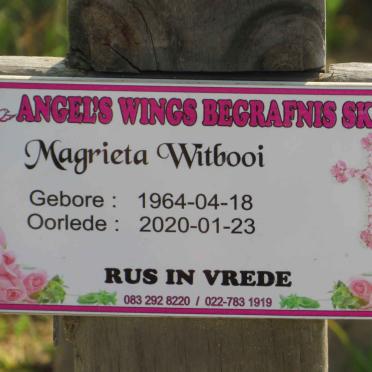 ANGEL'S WINGS BEGRAFNIS SK
Magrieta Witbooi
Gebore : 1964-04-18
Oorlede : 2020-01-23
RUS IN VREDE
083 292 8220 / 022-783 1919